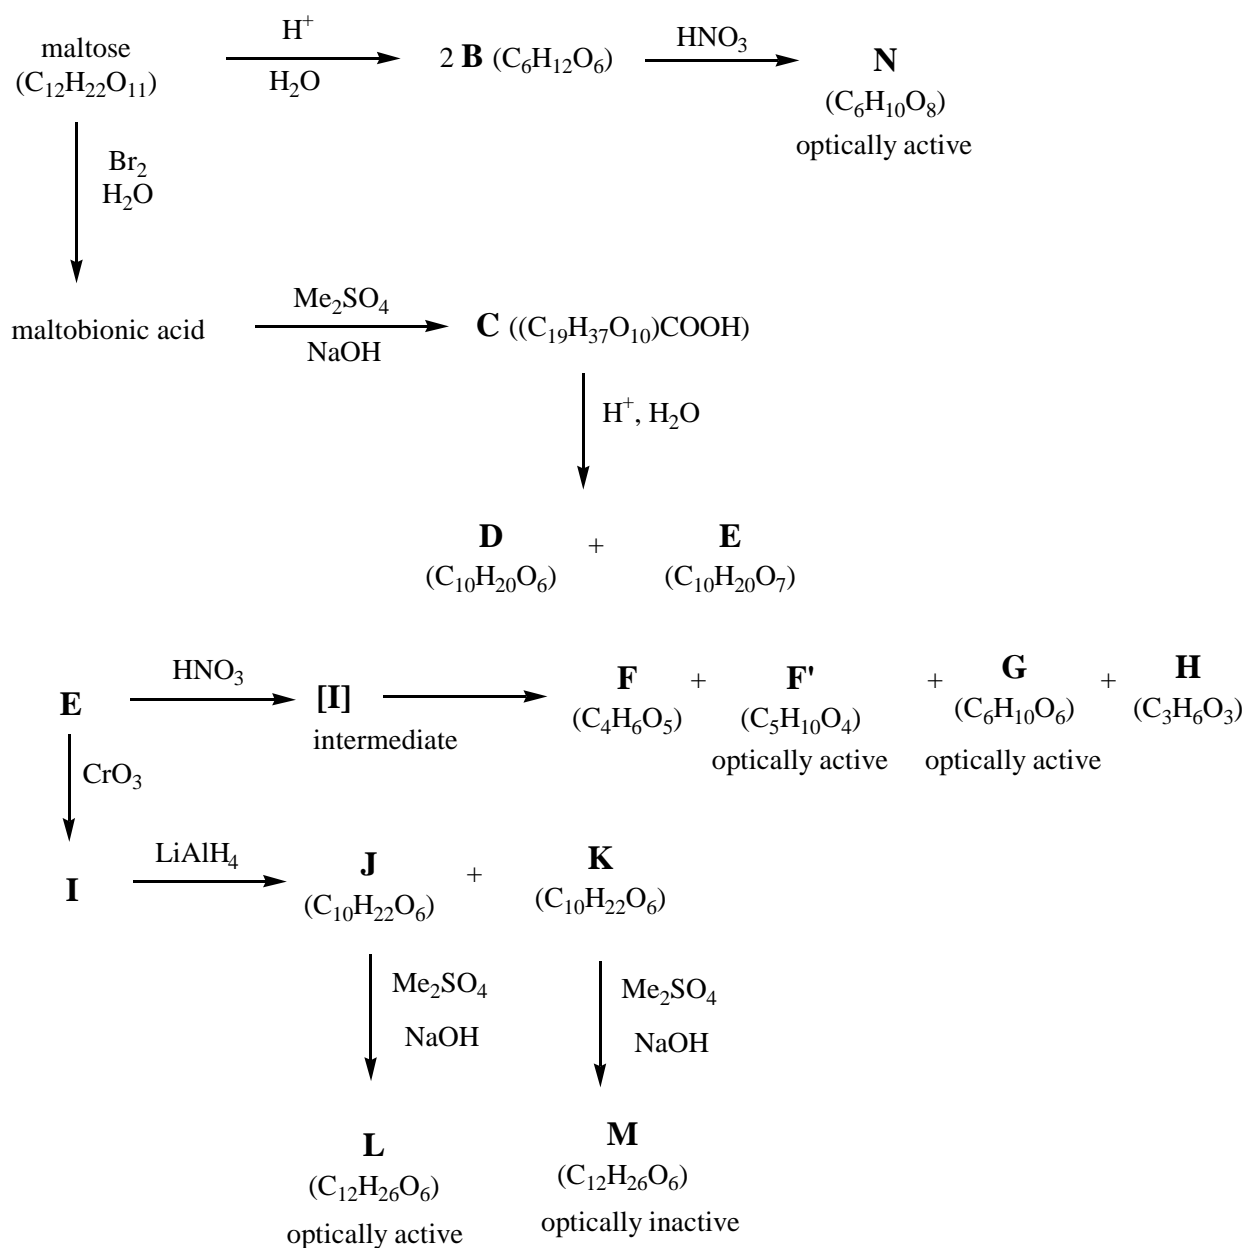 maltose
(C₁₂H₂₂O₁₁)
H⁺
H₂O
2 B (C₆H₁₂O₆)
HNO₃
N
(C₆H₁₀O₈)
optically active
Br₂
H₂O
maltobionic acid
Me₂SO₄
NaOH
C ((C₁₉H₃₇O₁₀)COOH)
H⁺, H₂O
D
(C₁₀H₂₀O₆)
+
E
(C₁₀H₂₀O₇)
E
HNO₃
[I]
intermediate
F
(C₄H₆O₅)
+
F'
(C₅H₁₀O₄)
optically active
+
G
(C₆H₁₀O₆)
optically active
+
H
(C₃H₆O₃)
CrO₃
I
LiAlH₄
J
(C₁₀H₂₂O₆)
+
K
(C₁₀H₂₂O₆)
Me₂SO₄
NaOH
Me₂SO₄
NaOH
L
(C₁₂H₂₆O₆)
optically active
M
(C₁₂H₂₆O₆)
optically inactive